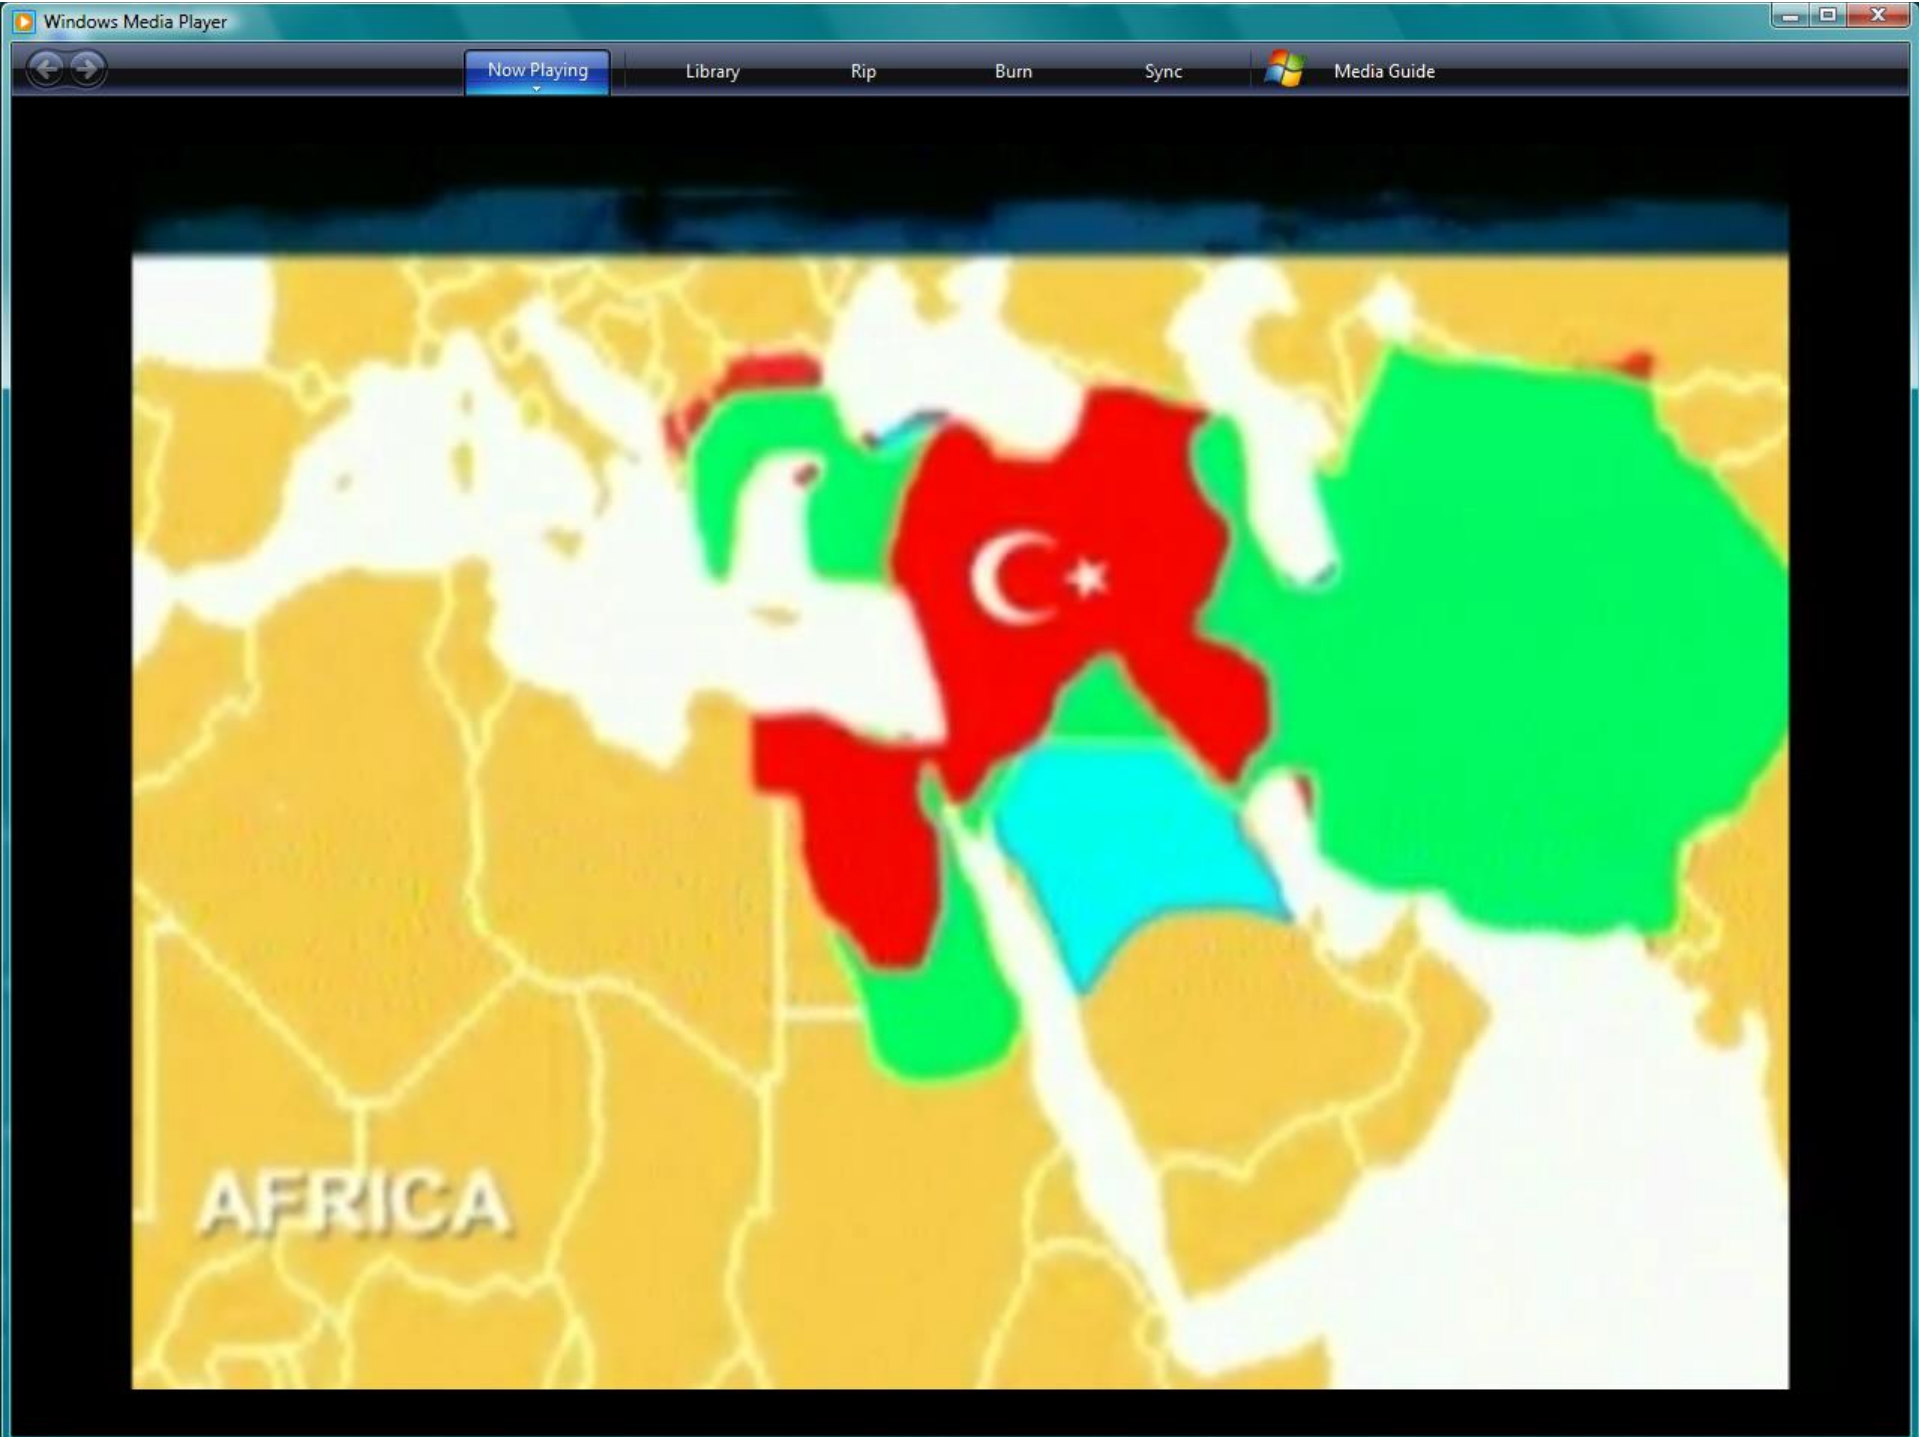 Windows Media Player
Now Playing
Library
Rip
Burn
Sync
Media Guide
AFRICA